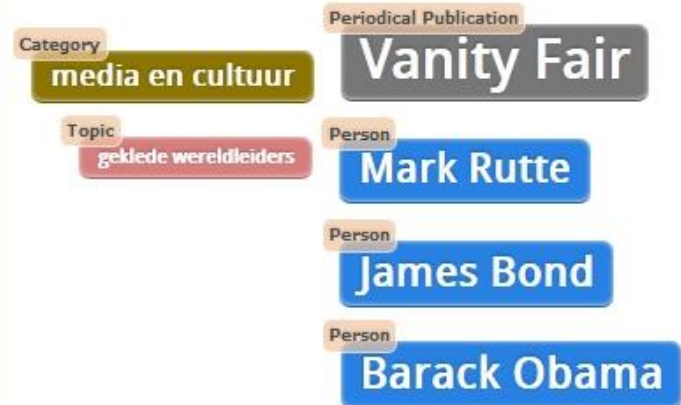 Category
media en cultuur
Topic
geklede wereldleiders
Periodical Publication
Vanity Fair
Person
Mark Rutte
Person
James Bond
Person
Barack Obama